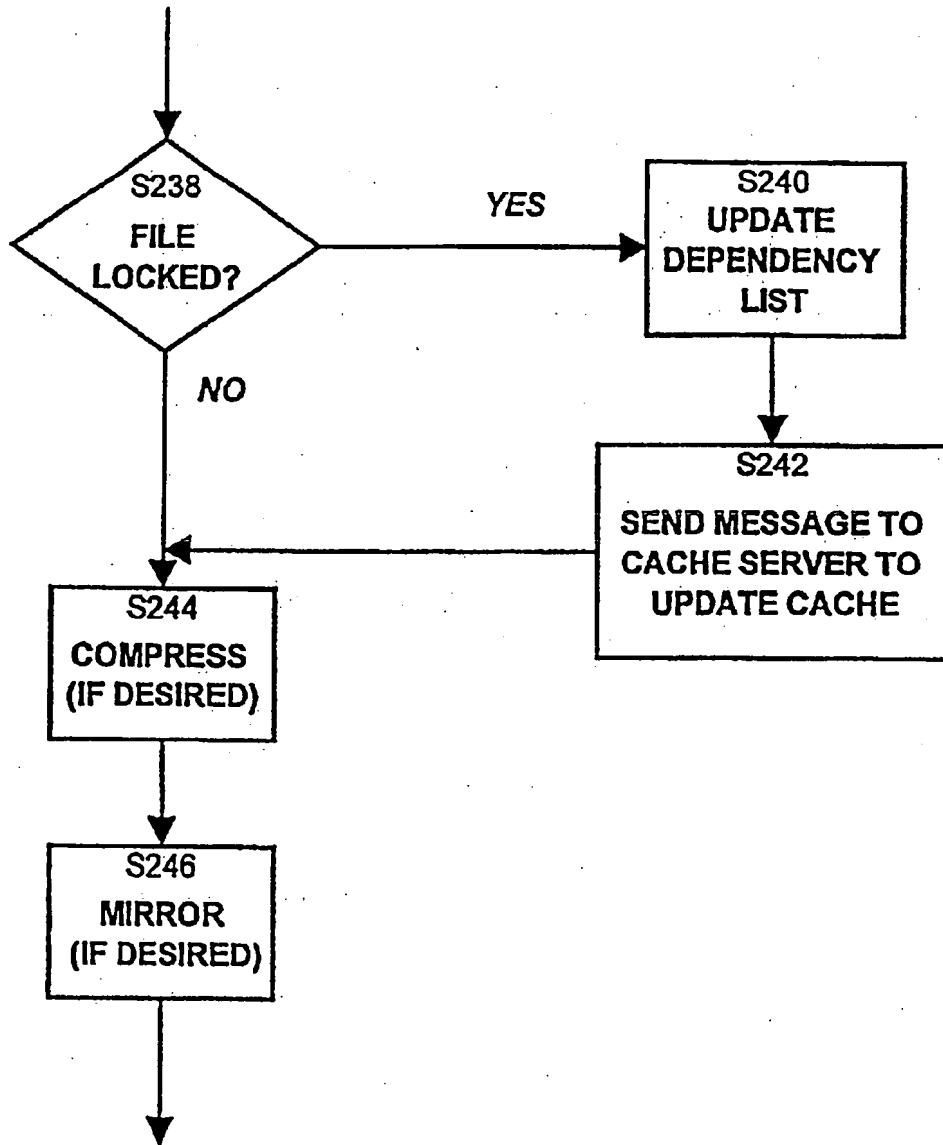 S238
FILE
LOCKED?
YES
S240
UPDATE
DEPENDENCY
LIST
NO
S242
SEND MESSAGE TO
CACHE SERVER TO
UPDATE CACHE
S244
COMPRESS
(IF DESIRED)
S246
MIRROR
(IF DESIRED)